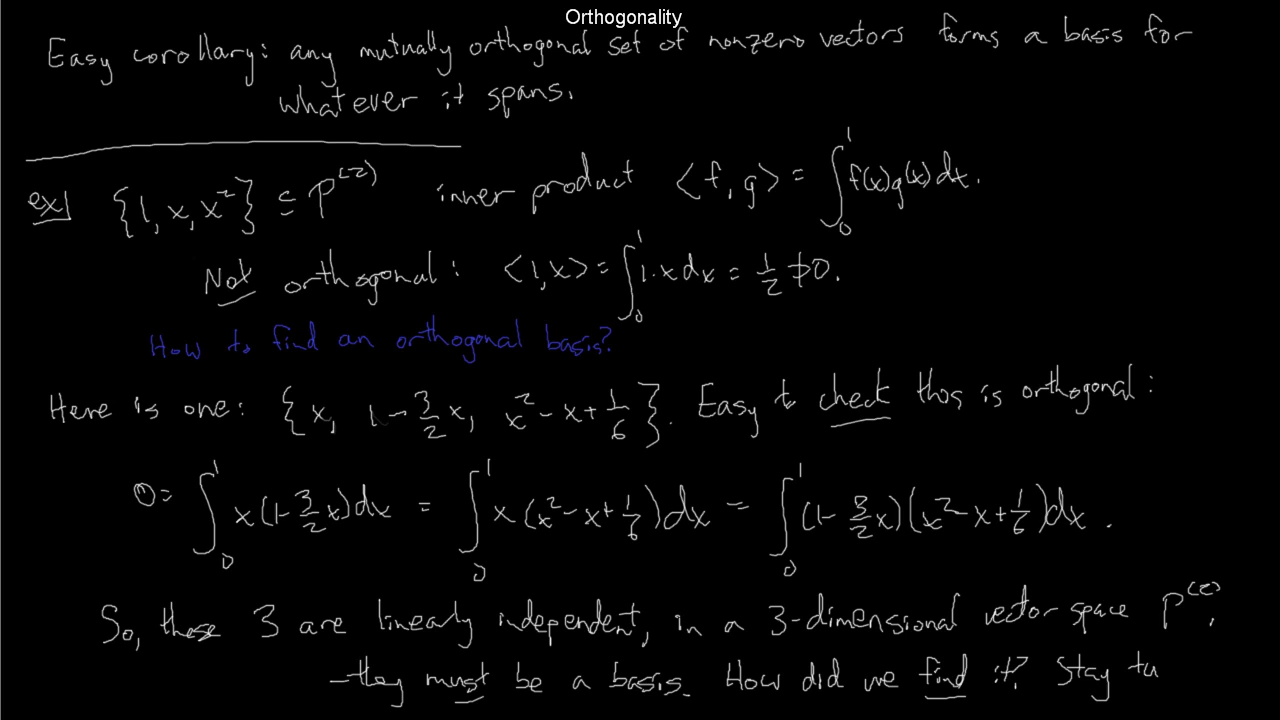 Orthogonality
Easy corollary: any mutually orthogonal set of nonzero vectors forms a basis for
whatever it spans.
ex] {1, x, x²} ⊆ P⁽²⁾ inner product <f, g> = ∫₀¹ f(x)g(x)dx.
Not orthogonal: <1, x> = ∫₀¹ 1·x dx = 1/2 ≠ 0.
How to find an orthogonal basis?
Here is one: {x, 1 - 3/2 x, x² - x + 1/6}. Easy to check this is orthogonal:
0 = ∫₀¹ x(1 - 3/2 x)dx = ∫₀¹ x(x² - x + 1/6)dx = ∫₀¹ (1 - 3/2 x)(x² - x + 1/6)dx.
So, these 3 are linearly independent, in a 3-dimensional vector space P⁽²⁾,
- they must be a basis. How did we find it? Stay tu